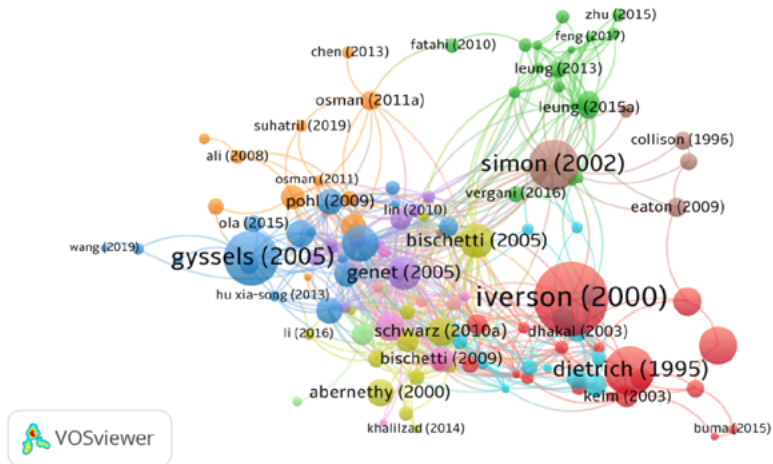 zhu (2015)
feng (2017)
chen (2013)
fatahi (2010)
leung (2013)
osman (2011a)
leung (2015a)
suhatril (2019)
collison (1996)
ali (2008)
simon (2002)
osman (2011)
vergani (2016)
pohl (2009)
lin (2010)
eaton (2009)
ola (2015)
bischetti (2005)
wang (2019)
gyssels (2005)
genet (2005)
hu xia-song (2013)
iverson (2000)
li (2016)
schwarz (2010a)
dhakal (2003)
bischetti (2009)
dietrich (1995)
abernethy (2000)
keim (2003)
khalilzad (2014)
buma (2015)
VOSviewer